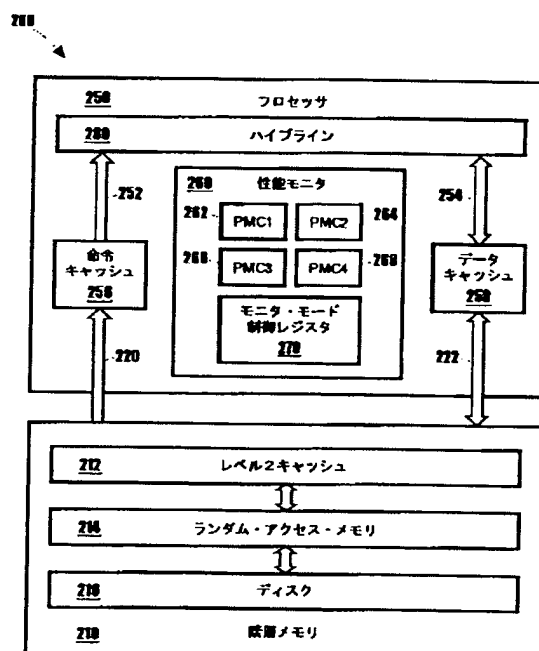 200
250 プロセッサ
280 パイプライン
252
260 性能モニタ
254
262 PMC1 PMC2 264
266 PMC3 PMC4 268
命令
キャッシュ
256
データ
キャッシュ
258
モニタ・モード
制御レジスタ
270
220
222
212 レベル2キャッシュ
214 ランダム・アクセス・メモリ
216 ディスク
210 階層メモリ